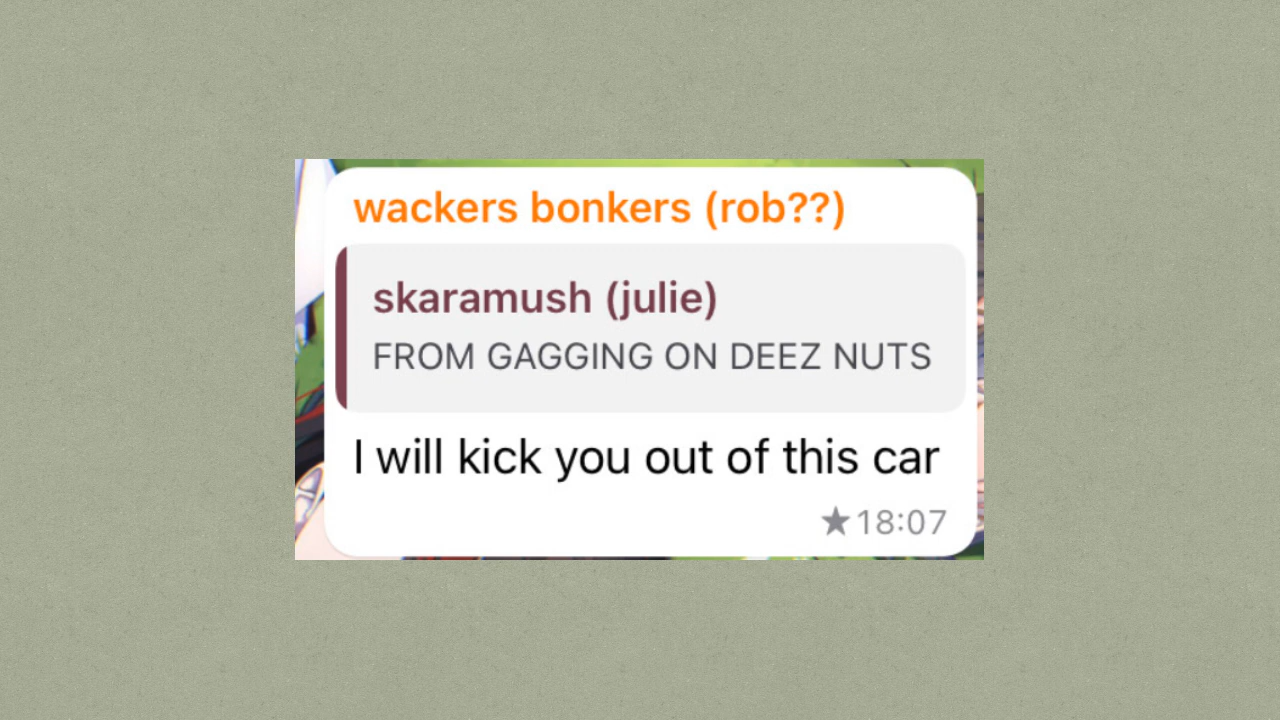 wackers bonkers (rob??)
skaramush (julie)
FROM GAGGING ON DEEZ NUTS
I will kick you out of this car
★18:07